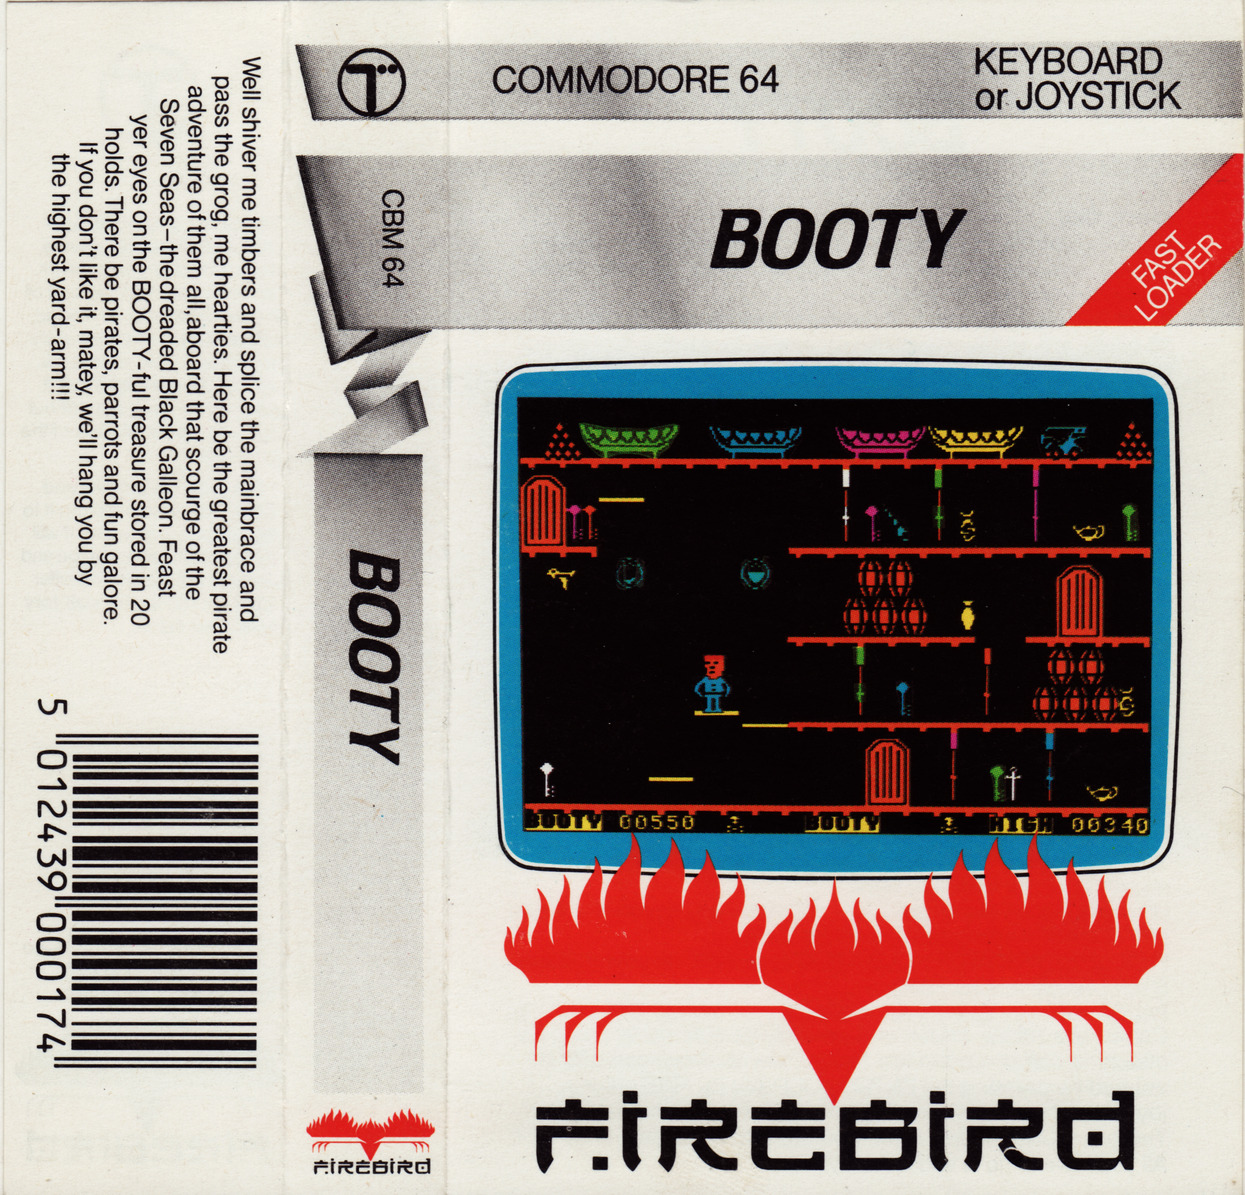 Well shiver me timbers and splice the mainbrace and
pass the grog, me hearties. Here be the greatest pirate
adventure of them all, aboard that scourge of the
Seven Seas–the dreaded Black Galleon. Feast
yer eyes on the BOOTY-ful treasure stored in 20
holds. There be pirates, parrots and fun galore.
If you don't like it, matey, we'll hang you by
the highest yard-arm!!!
5 012439 000174
CBM 64
BOOTY
FIREBIRD
COMMODORE 64
KEYBOARD
or JOYSTICK
BOOTY
FAST
LOADER
BOOTY 00550 BOOTY HIGH 00340
FIREBIRD